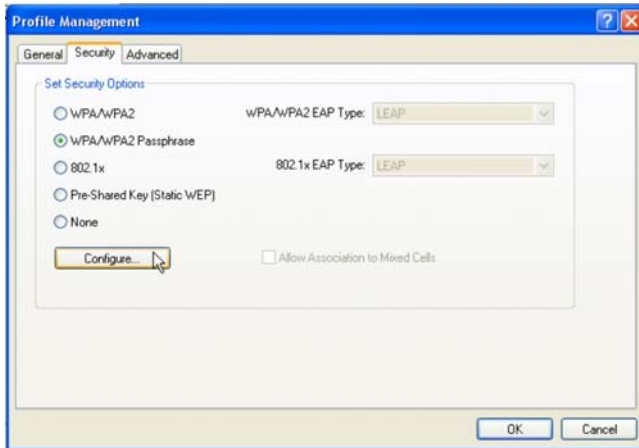 Profile Management
General Security Advanced
Set Security Options
WPA/WPA2 WPA/WPA2 EAP Type: LEAP
WPA/WPA2 Passphrase
802.1x 802.1x EAP Type: LEAP
Pre-Shared Key (Static WEP)
None
Configure... Allow Association to Mixed Cells
OK Cancel